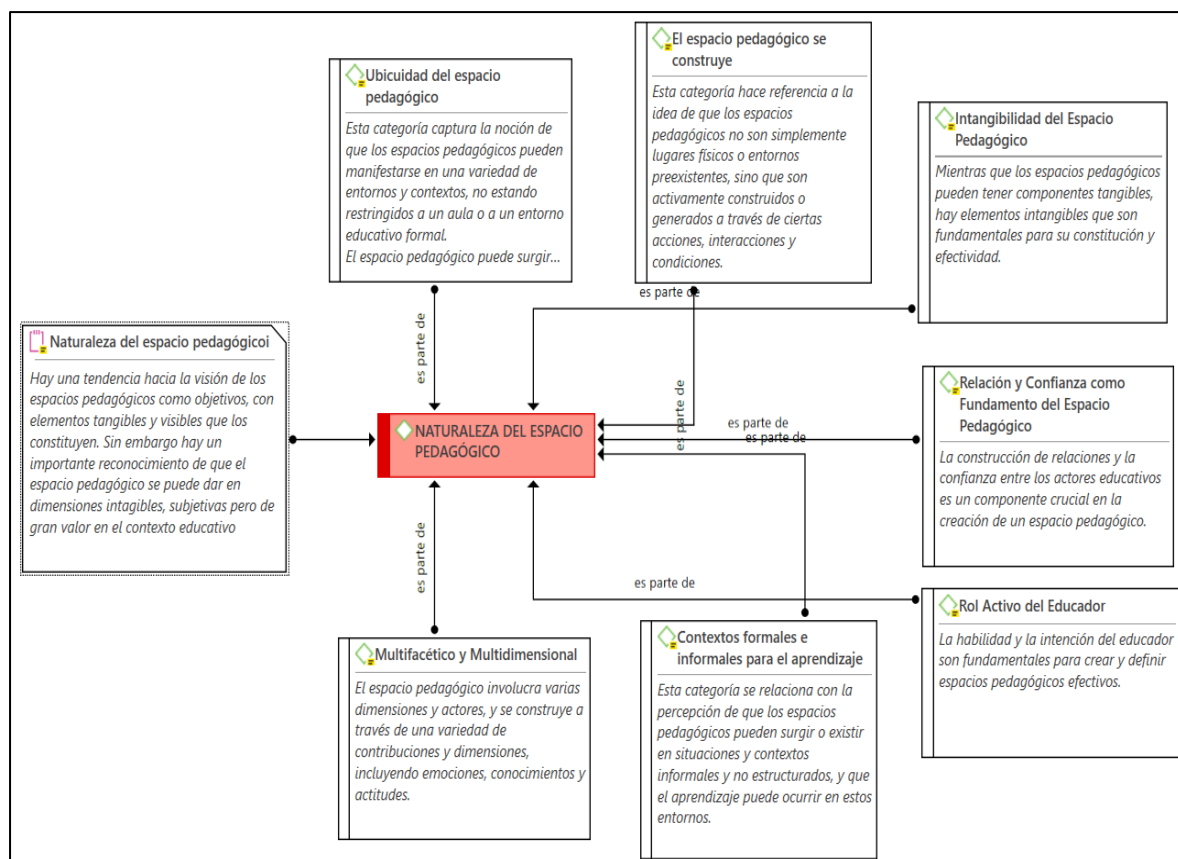 Ubicuidad del espacio
pedagógico
Esta categoría captura la noción de
que los espacios pedagógicos pueden
manifestarse en una variedad de
entornos y contextos, no estando
restringidos a un aula o a un entorno
educativo formal.
El espacio pedagógico puede surgir...
El espacio pedagógico se
construye
Esta categoría hace referencia a la
idea de que los espacios
pedagógicos no son simplemente
lugares físicos o entornos
preexistentes, sino que son
activamente construidos o
generados a través de ciertas
acciones, interacciones y
condiciones.
Intangibilidad del Espacio
Pedagógico
Mientras que los espacios pedagógicos
pueden tener componentes tangibles,
hay elementos intangibles que son
fundamentales para su constitución y
efectividad.
es parte de
es parte de
es parte de
Naturaleza del espacio pedagógicoi
Hay una tendencia hacia la visión de los
espacios pedagógicos como objetivos, con
elementos tangibles y visibles que los
constituyen. Sin embargo hay un
importante reconocimiento de que el
espacio pedagógico se puede dar en
dimensiones intagibles, subjetivas pero de
gran valor en el contexto educativo
NATURALEZA DEL ESPACIO
PEDAGÓGICO
es parte de
es parte de
Relación y Confianza como
Fundamento del Espacio
Pedagógico
La construcción de relaciones y la
confianza entre los actores educativos
es un componente crucial en la
creación de un espacio pedagógico.
es parte de
es parte de
Rol Activo del Educador
La habilidad y la intención del educador
son fundamentales para crear y definir
espacios pedagógicos efectivos.
Multifacético y Multidimensional
El espacio pedagógico involucra varias
dimensiones y actores, y se construye a
través de una variedad de
contribuciones y dimensiones,
incluyendo emociones, conocimientos y
actitudes.
Contextos formales e
informales para el aprendizaje
Esta categoría se relaciona con la
percepción de que los espacios
pedagógicos pueden surgir o existir
en situaciones y contextos
informales y no estructurados, y que
el aprendizaje puede ocurrir en estos
entornos.